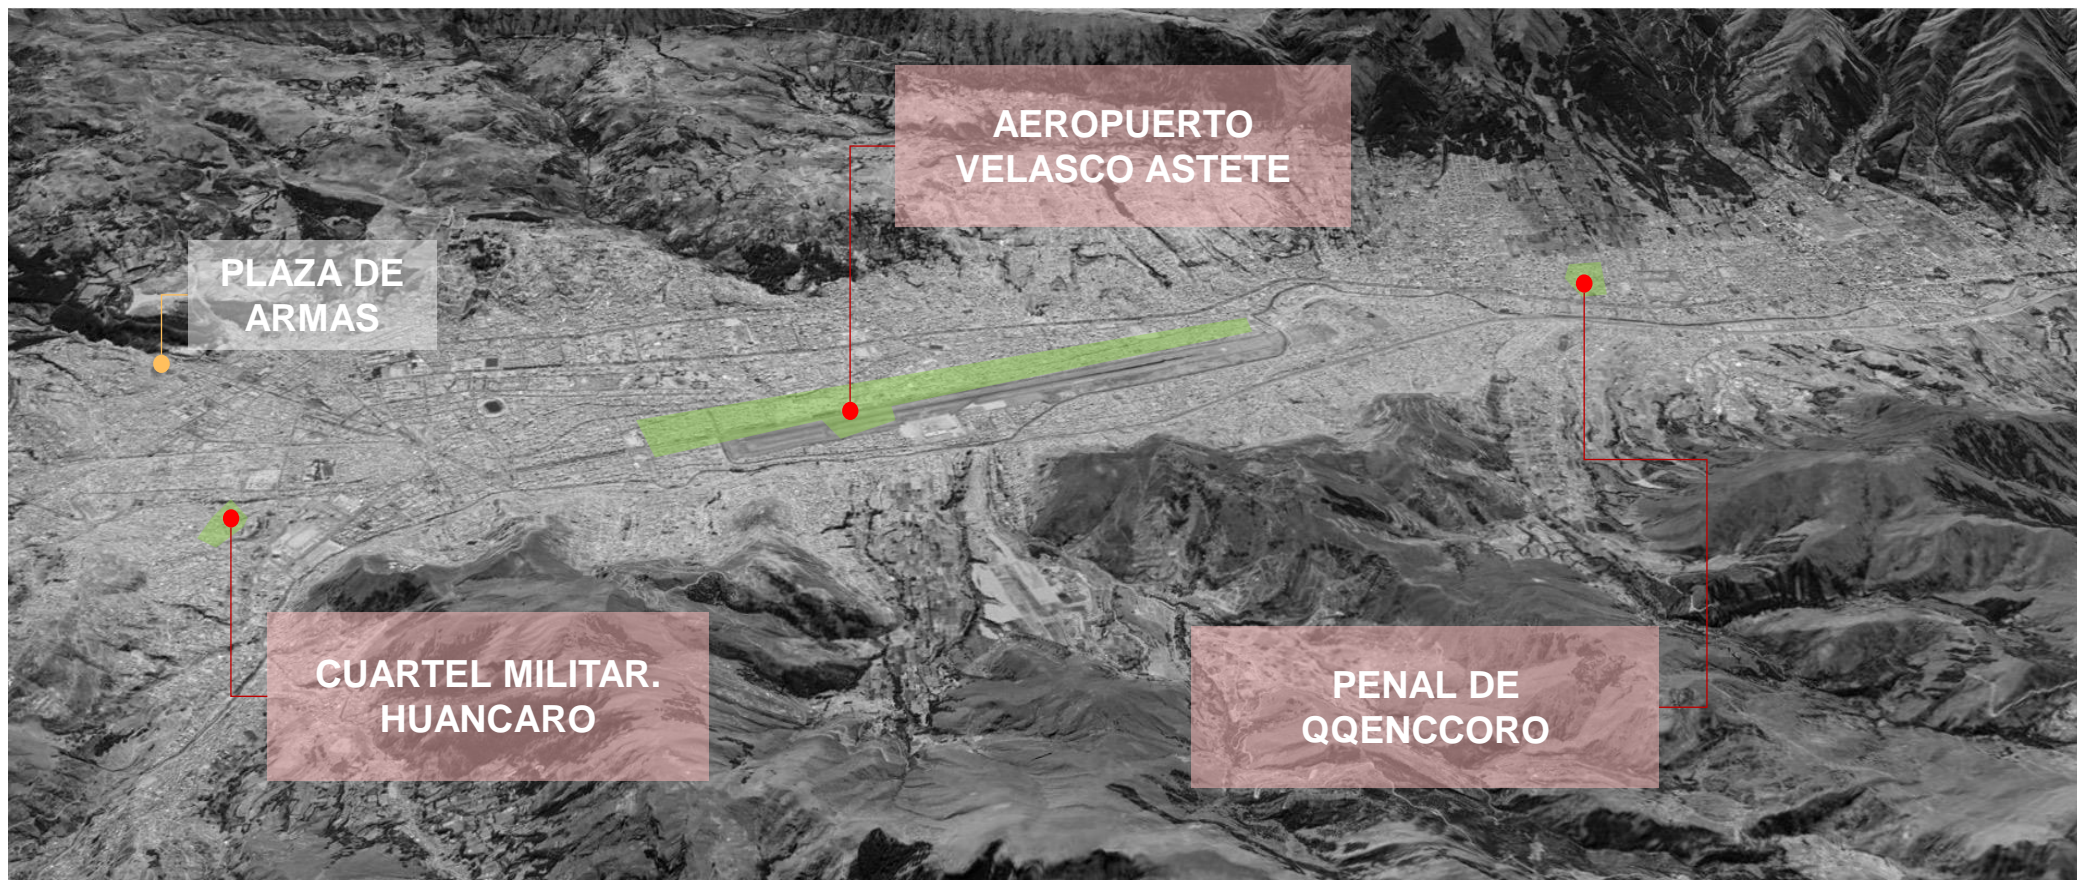 AEROPUERTO
VELASCO ASTETE
PLAZA DE
ARMAS
CUARTEL MILITAR.
HUANCARO
PENAL DE
QQENCCORO